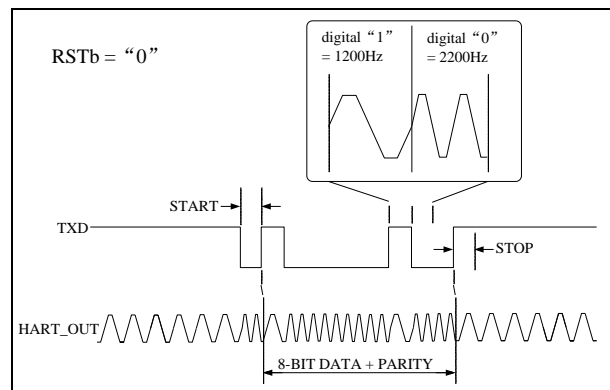 RSTb = “0”
digital “1”
= 1200Hz
digital “0”
= 2200Hz
START
TXD
STOP
HART_OUT
8-BIT DATA + PARITY